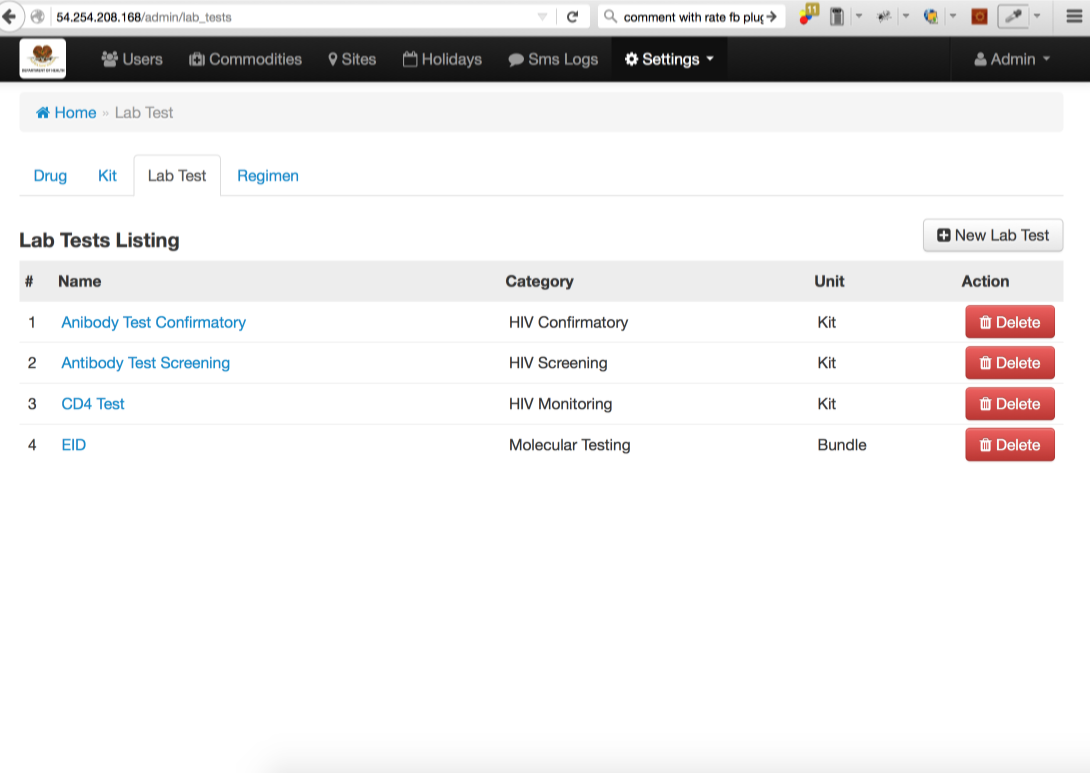 54.254.208.168/admin/lab_tests
comment with rate fb plug
11
DEPARTMENT OF HEALTH
Users Commodities Sites Holidays Sms Logs Settings Admin
Home » Lab Test
Drug Kit Lab Test Regimen
Lab Tests Listing New Lab Test
# Name Category Unit Action
1 Anibody Test Confirmatory HIV Confirmatory Kit Delete
2 Antibody Test Screening HIV Screening Kit Delete
3 CD4 Test HIV Monitoring Kit Delete
4 EID Molecular Testing Bundle Delete